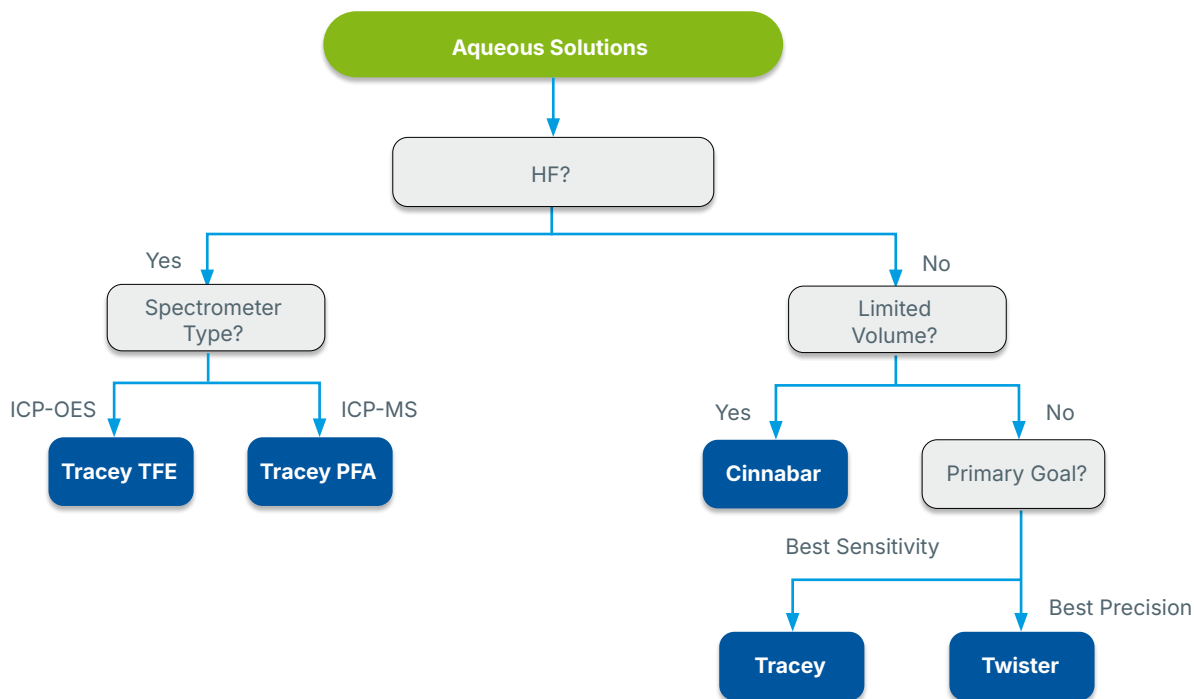 Aqueous Solutions
HF?
Yes
No
Spectrometer
Type?
Limited
Volume?
ICP-OES
ICP-MS
Yes
No
Tracey TFE
Tracey PFA
Cinnabar
Primary Goal?
Best Sensitivity
Best Precision
Tracey
Twister